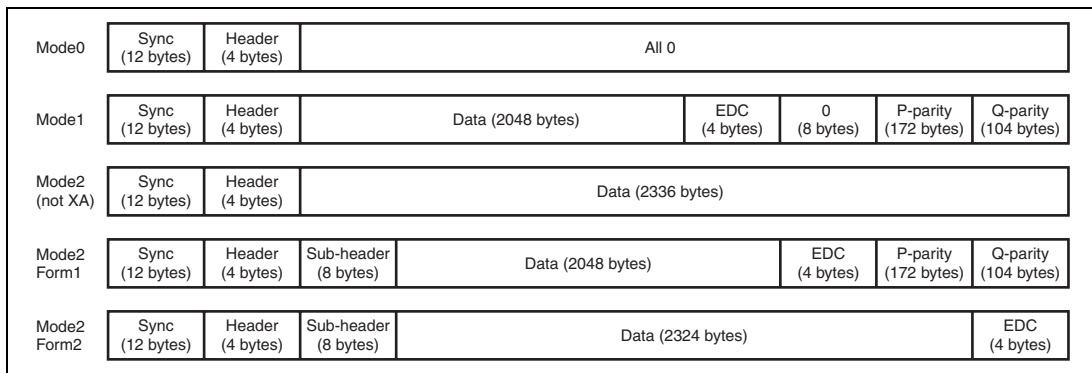 Mode0
Sync
(12 bytes)
Header
(4 bytes)
All 0
Mode1
Sync
(12 bytes)
Header
(4 bytes)
Data (2048 bytes)
EDC
(4 bytes)
0
(8 bytes)
P-parity
(172 bytes)
Q-parity
(104 bytes)
Mode2
(not XA)
Sync
(12 bytes)
Header
(4 bytes)
Data (2336 bytes)
Mode2
Form1
Sync
(12 bytes)
Header
(4 bytes)
Sub-header
(8 bytes)
Data (2048 bytes)
EDC
(4 bytes)
P-parity
(172 bytes)
Q-parity
(104 bytes)
Mode2
Form2
Sync
(12 bytes)
Header
(4 bytes)
Sub-header
(8 bytes)
Data (2324 bytes)
EDC
(4 bytes)